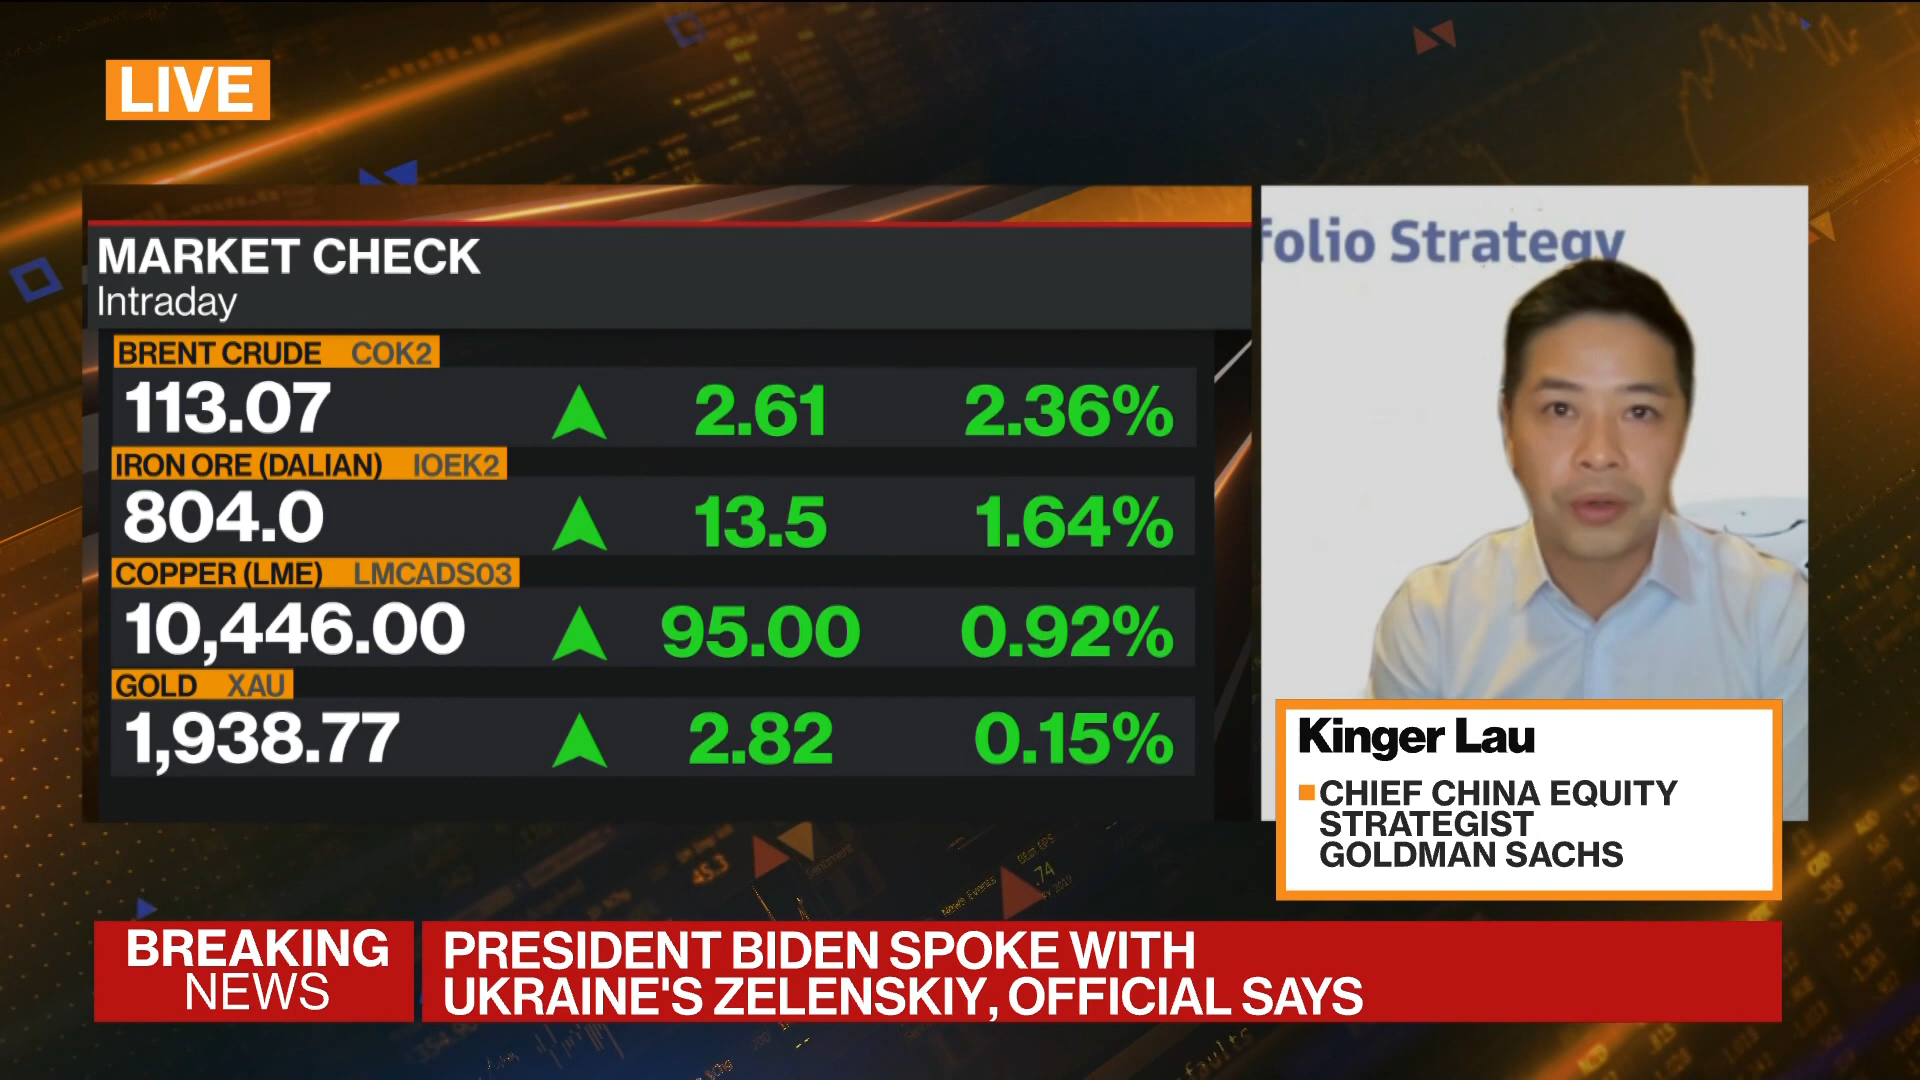 LIVE
MARKET CHECK
Intraday
BRENT CRUDE COK2
113.07 2.61 2.36%
IRON ORE (DALIAN) IOEK2
804.0 13.5 1.64%
COPPER (LME) LMCADS03
10,446.00 95.00 0.92%
GOLD XAU
1,938.77 2.82 0.15%
folio Strategy
Kinger Lau
CHIEF CHINA EQUITY
STRATEGIST
GOLDMAN SACHS
45.3
.74
BREAKING
NEWS
PRESIDENT BIDEN SPOKE WITH
UKRAINE'S ZELENSKIY, OFFICIAL SAYS